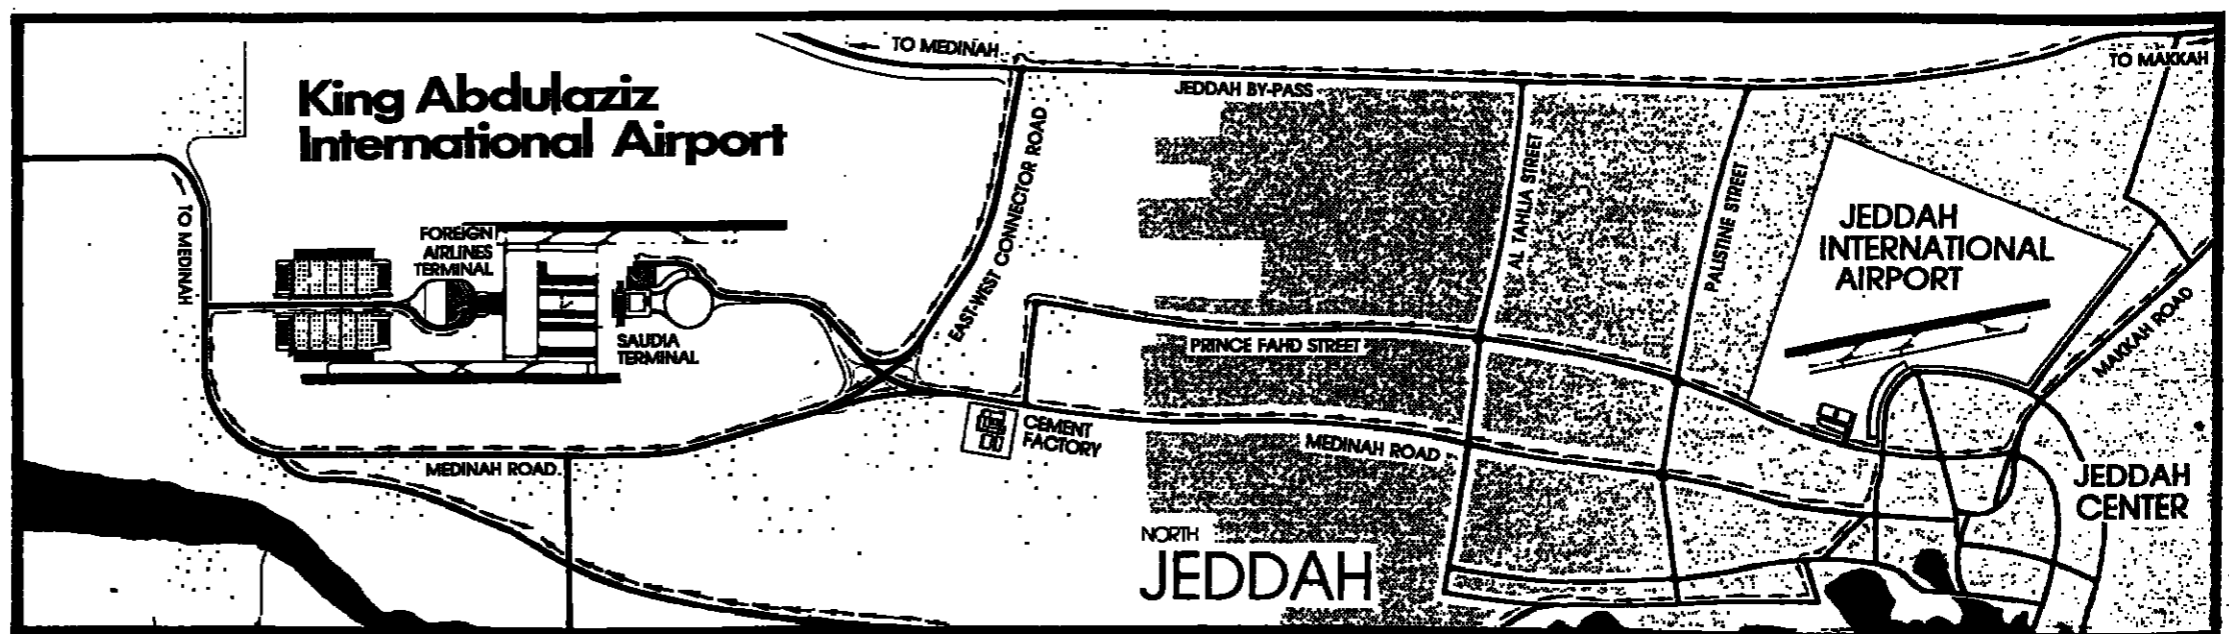 TO MEDINAH
TO MAKKAH
King Abdulaziz
International Airport
JEDDAH BY-PASS
EAST-WEST CONNECTOR ROAD
AL TAHLIA STREET
PALISTINE STREET
TO MEDINAH
JEDDAH
INTERNATIONAL
AIRPORT
FOREIGN
AIRLINES
TERMINAL
SAUDIA
TERMINAL
PRINCE FAHD STREET
MAKKAH ROAD
CEMENT
FACTORY
MEDINAH ROAD
MEDINAH ROAD
JEDDAH
CENTER
NORTH
JEDDAH